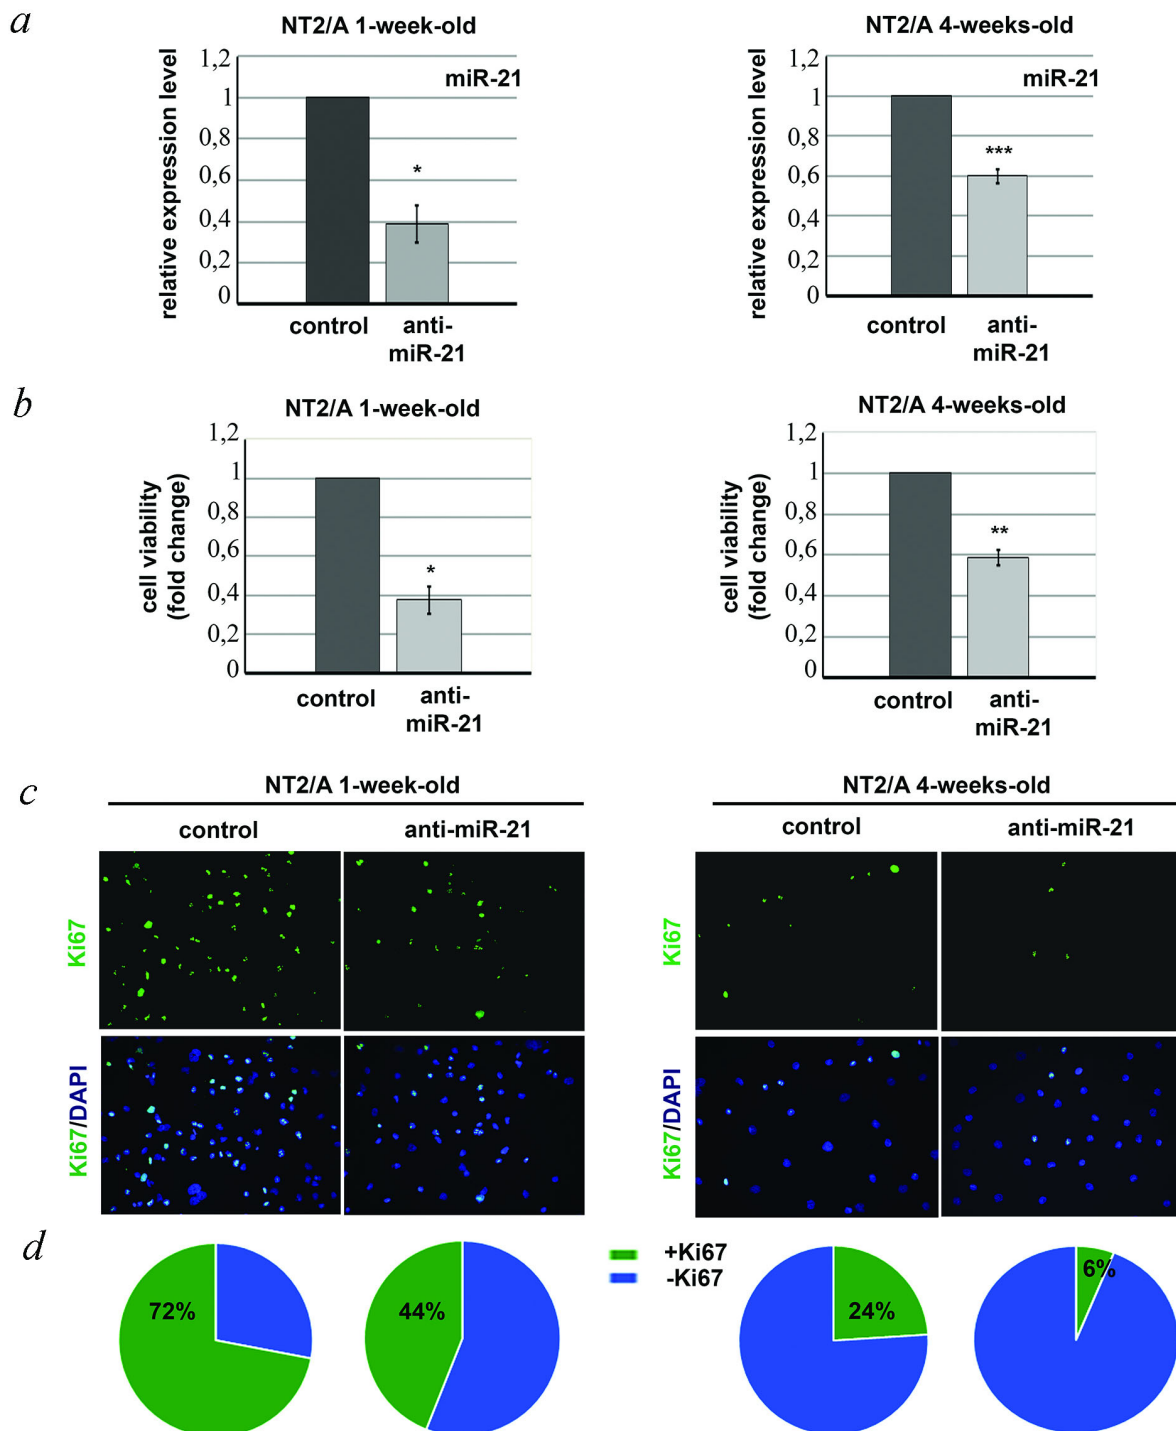 a
NT2/A 1-week-old
relative expression level
1,2
1
0,8
0,6
0,4
0,2
0
miR-21
*
control
anti-
miR-21
NT2/A 4-weeks-old
relative expression level
1,2
1
0,8
0,6
0,4
0,2
0
miR-21
***
control
anti-
miR-21
b
NT2/A 1-week-old
cell viability
(fold change)
1,2
1
0,8
0,6
0,4
0,2
0
*
control
anti-
miR-21
NT2/A 4-weeks-old
cell viability
(fold change)
1,2
1
0,8
0,6
0,4
0,2
0
**
control
anti-
miR-21
c
NT2/A 1-week-old
control
anti-miR-21
Ki67
Ki67/DAPI
NT2/A 4-weeks-old
control
anti-miR-21
Ki67
Ki67/DAPI
d
72%
44%
+Ki67
-Ki67
24%
6%